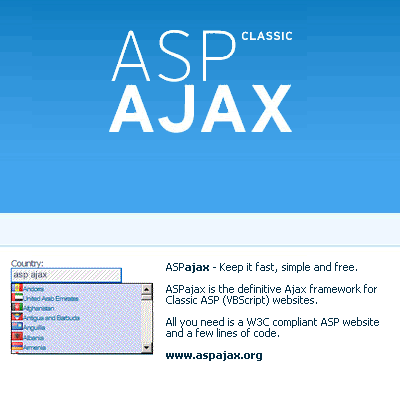 ASP CLASSIC
AJAX
Country:
asp ajax
Andorra
United Arab Emirates
Afghanistan
Antigua and Barbuda
Anguilla
Albania
Armenia
ASPajax - Keep it fast, simple and free.
ASPajax is the definitive Ajax framework for
Classic ASP (VBScript) websites.
All you need is a W3C compliant ASP website
and a few lines of code.
www.aspajax.org